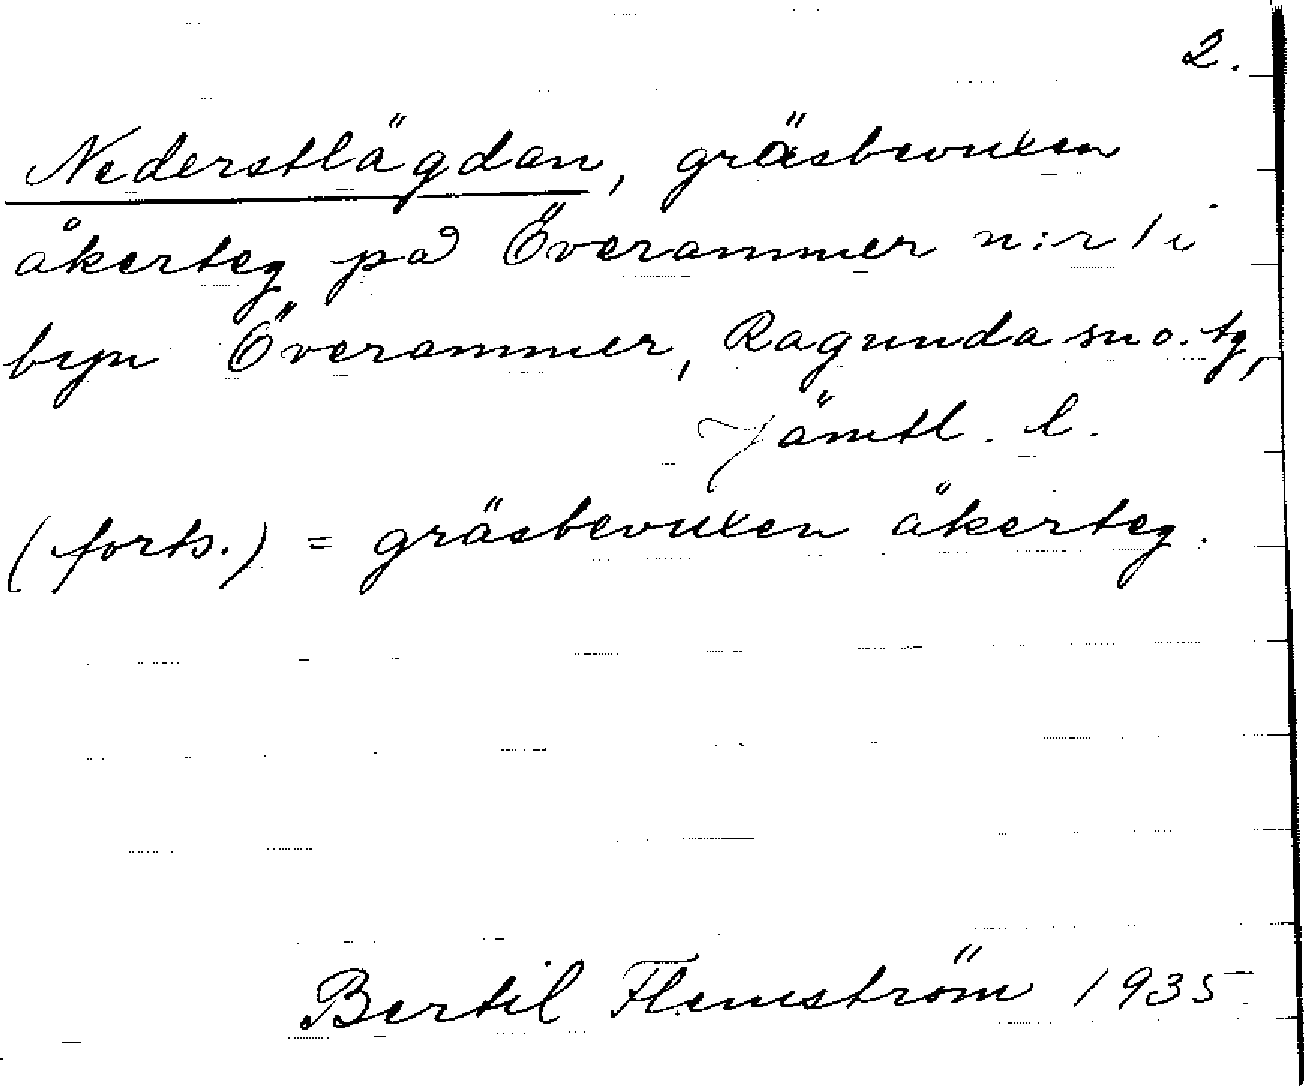 2.
Nederstlägdan, gräsbevuxen
åkerteg på Överammer n:r 1 i
byn Överammer, Ragunda sn o. tg,
Jämtl. l.
(forts.) = gräsbevuxen åkerteg.
Bertil Flemström 1935